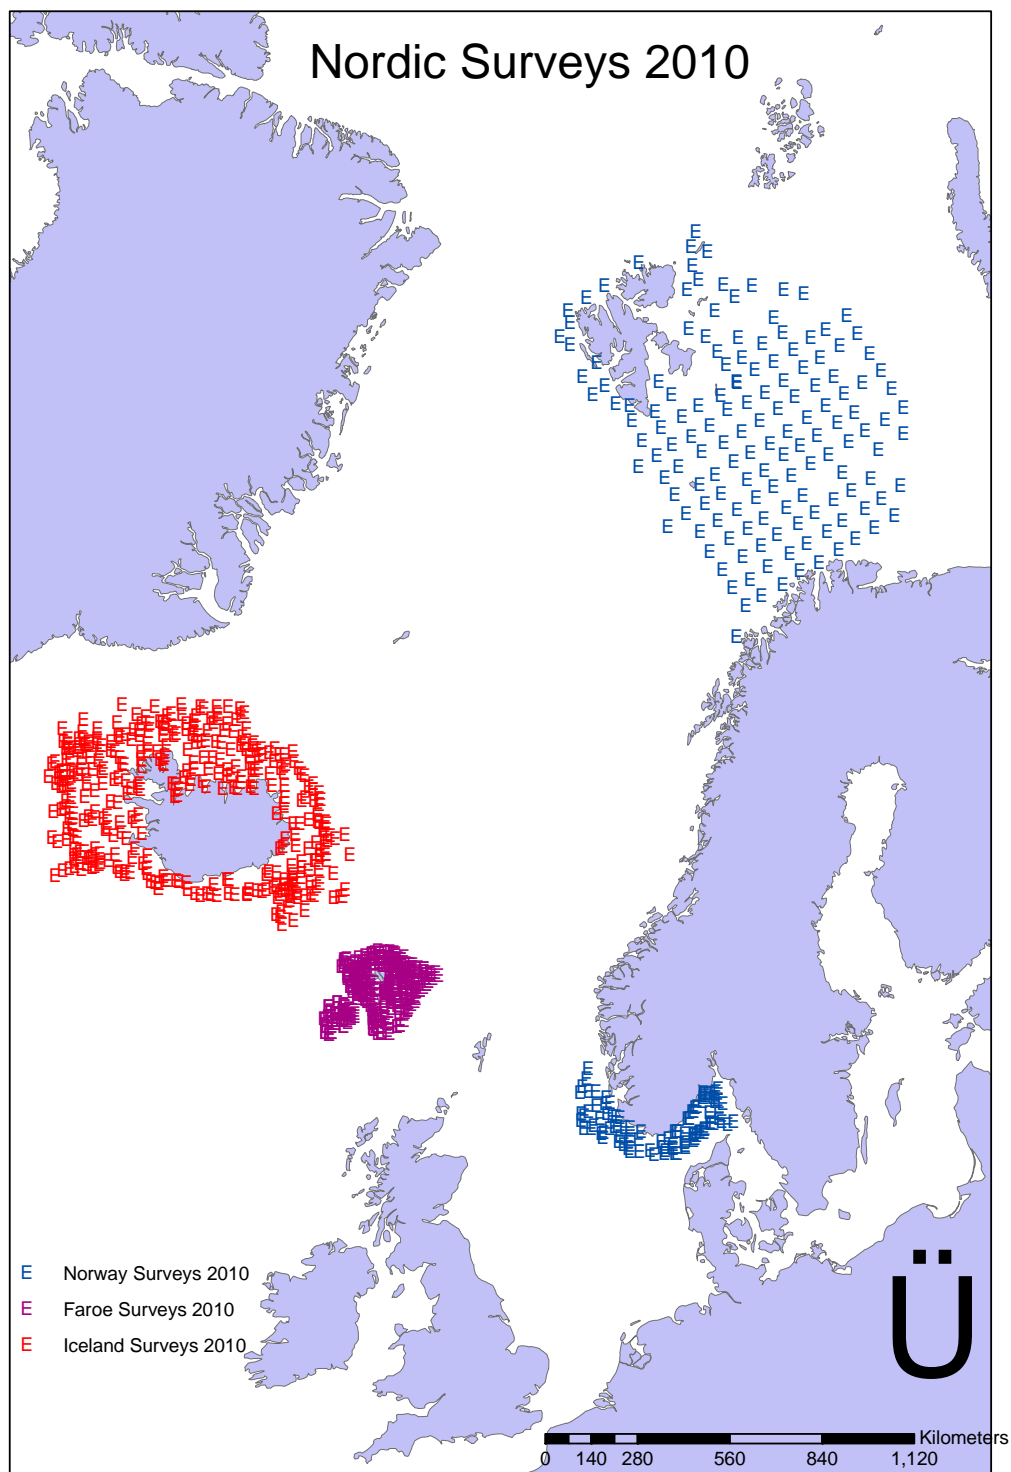 Nordic Surveys 2010
E Norway Surveys 2010
E Faroe Surveys 2010
E Iceland Surveys 2010
Ü
Kilometers
0 140 280 560 840 1,120